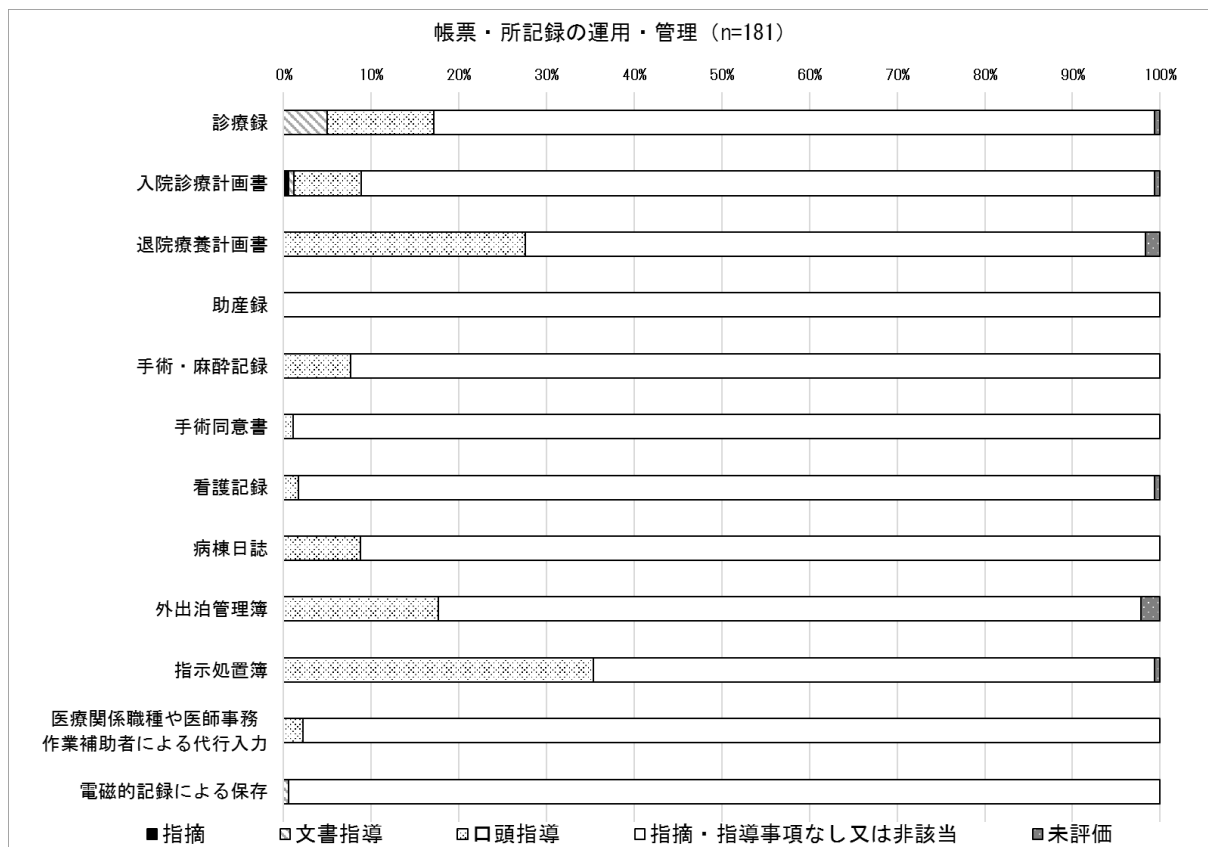 帳票・所記録の運用・管理（n=181）
0% 10% 20% 30% 40% 50% 60% 70% 80% 90% 100%
診療録
入院診療計画書
退院療養計画書
助産録
手術・麻酔記録
手術同意書
看護記録
病棟日誌
外出泊管理簿
指示処置簿
医療関係職種や医師事務
作業補助者による代行入力
電磁的記録による保存
指摘 文書指導 口頭指導 指摘・指導事項なし又は非該当 未評価